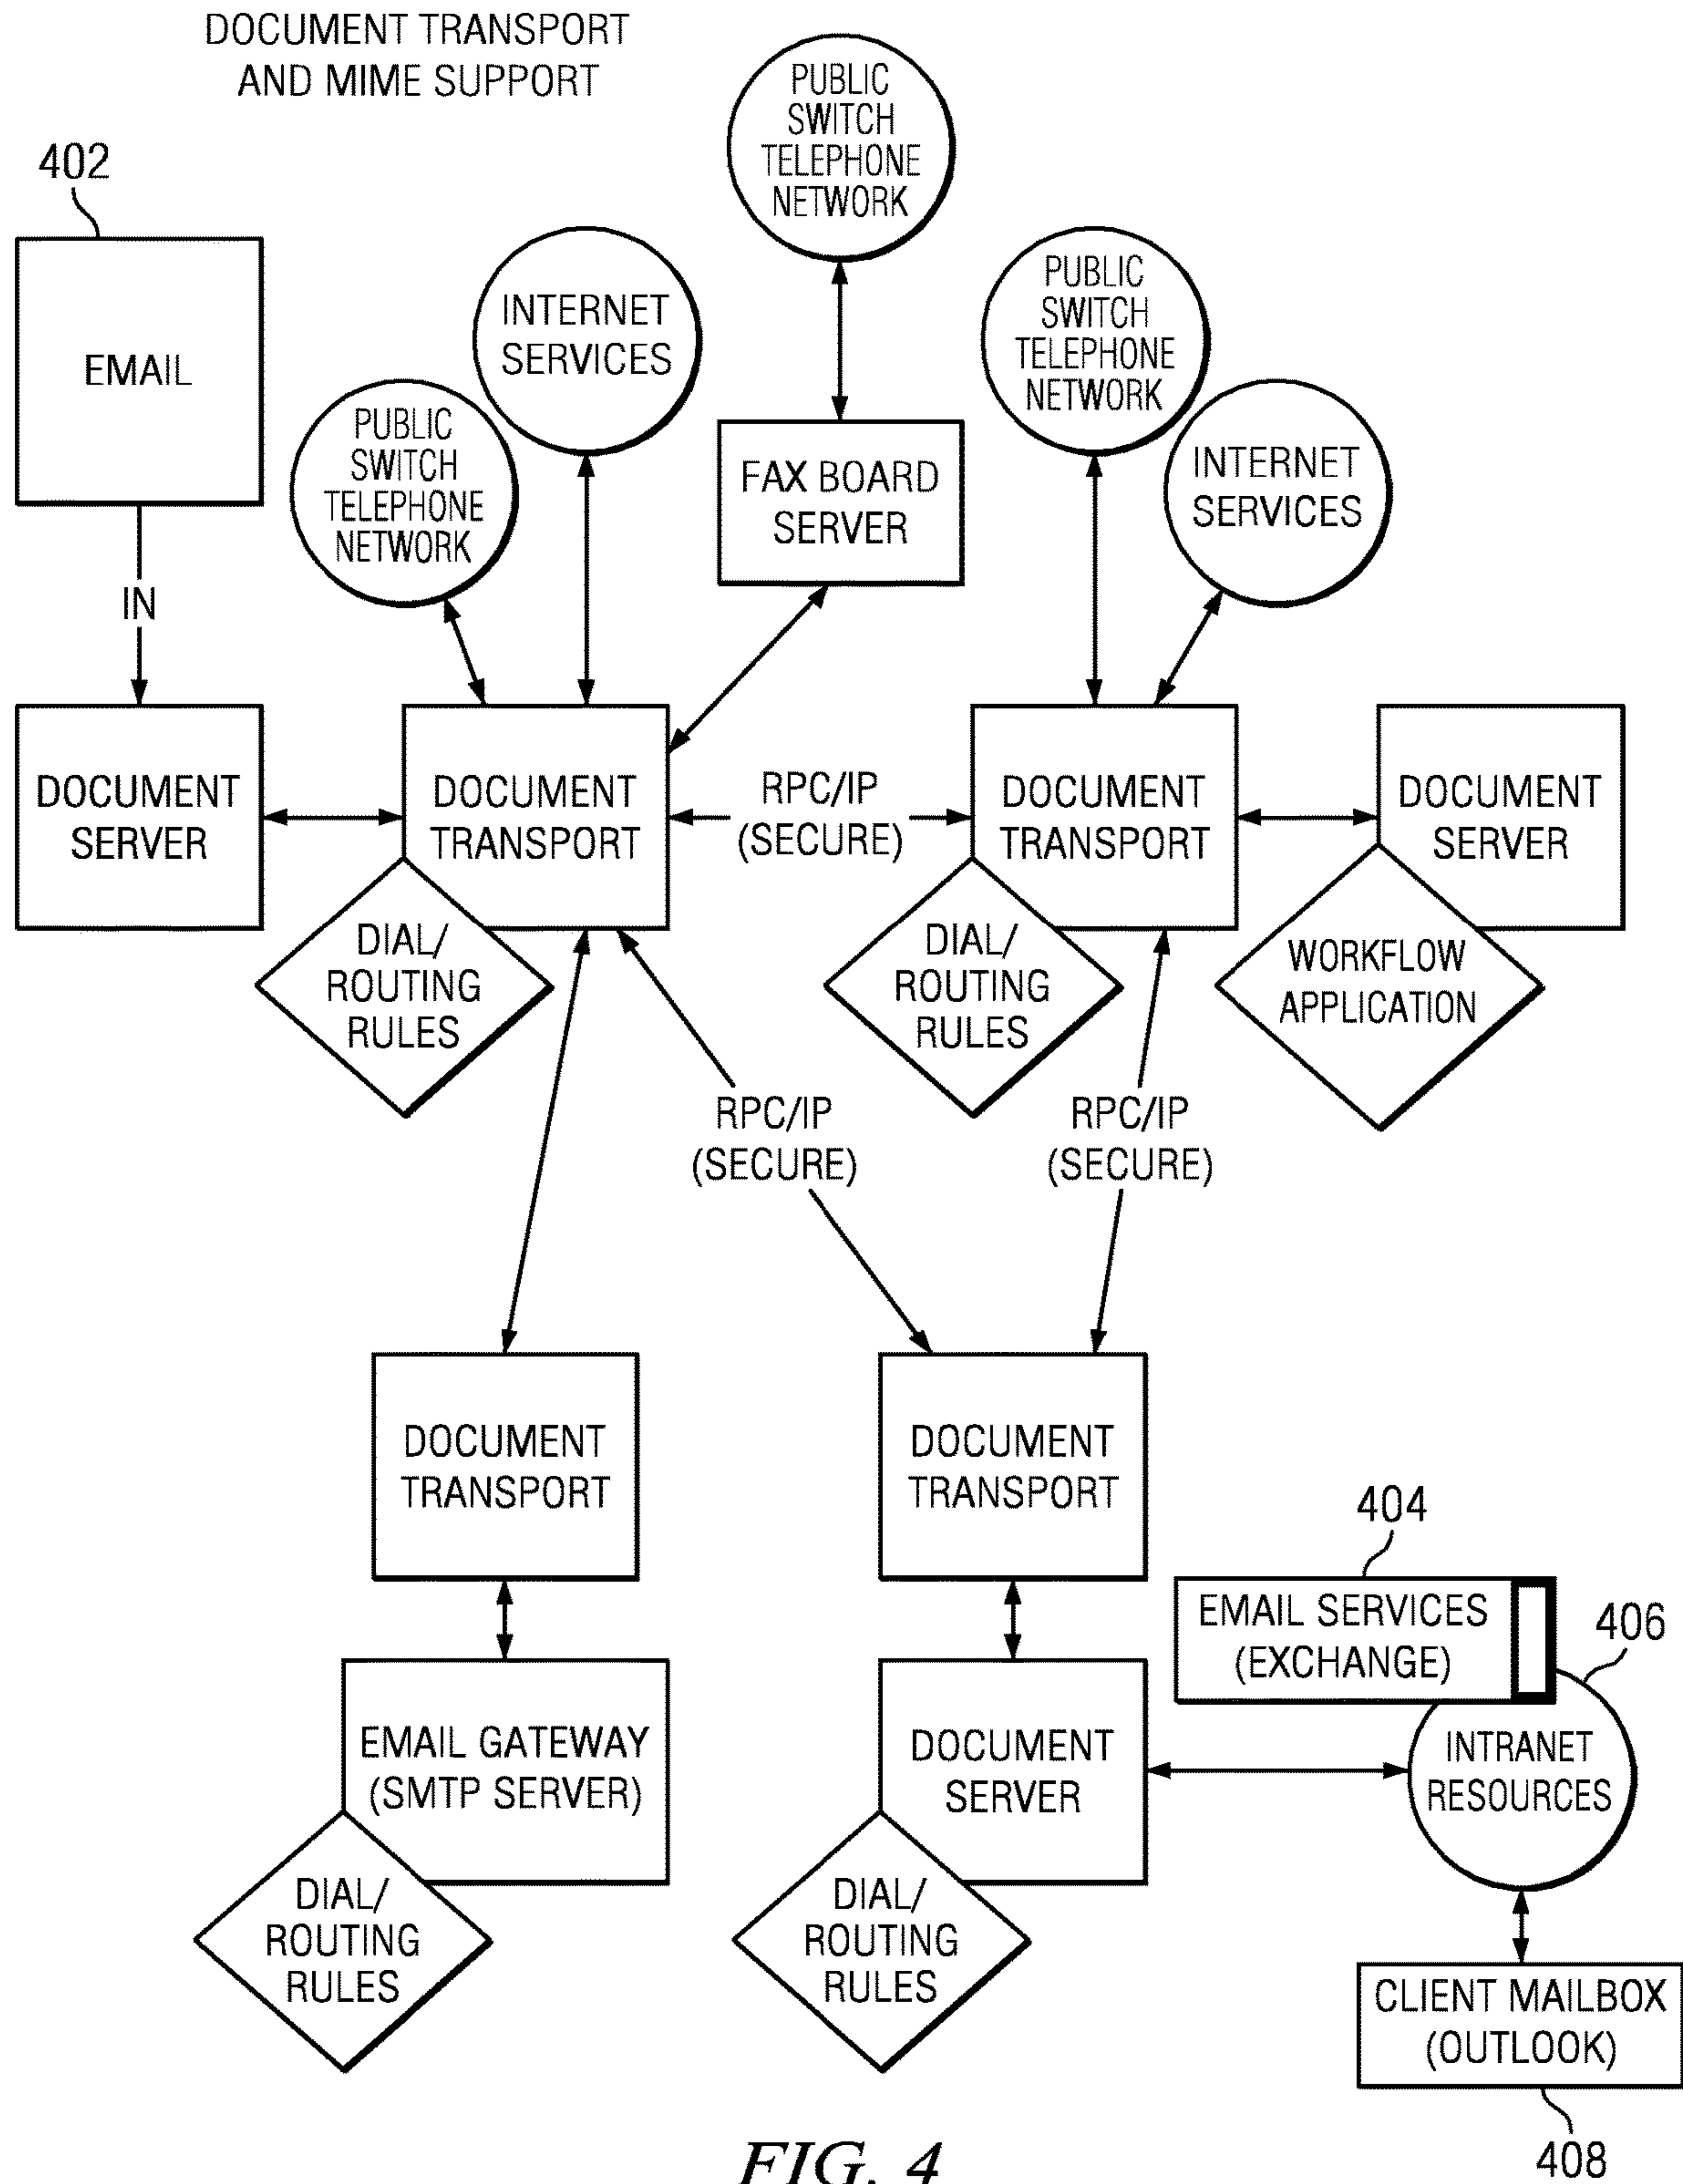 DOCUMENT TRANSPORT
AND MIME SUPPORT
PUBLIC
SWITCH
TELEPHONE
NETWORK
402
EMAIL
IN
INTERNET
SERVICES
PUBLIC
SWITCH
TELEPHONE
NETWORK
FAX BOARD
SERVER
PUBLIC
SWITCH
TELEPHONE
NETWORK
INTERNET
SERVICES
DOCUMENT
SERVER
DOCUMENT
TRANSPORT
DIAL/
ROUTING
RULES
RPC/IP
(SECURE)
DOCUMENT
TRANSPORT
DIAL/
ROUTING
RULES
DOCUMENT
SERVER
WORKFLOW
APPLICATION
RPC/IP
(SECURE)
RPC/IP
(SECURE)
DOCUMENT
TRANSPORT
DOCUMENT
TRANSPORT
404
EMAIL SERVICES
(EXCHANGE)
406
INTRANET
RESOURCES
EMAIL GATEWAY
(SMTP SERVER)
DIAL/
ROUTING
RULES
DOCUMENT
SERVER
DIAL/
ROUTING
RULES
CLIENT MAILBOX
(OUTLOOK)
408
FIG. 4